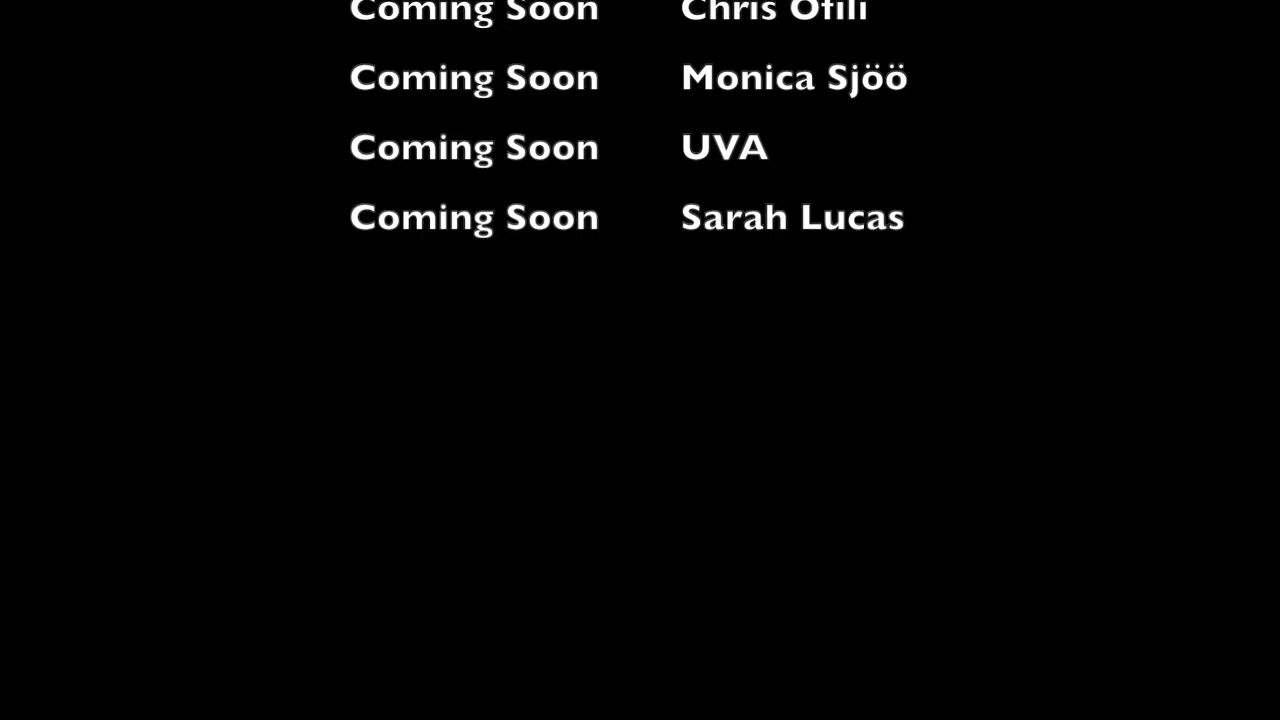 Coming Soon Chris Ofili
Coming Soon Monica Sjöö
Coming Soon UVA
Coming Soon Sarah Lucas